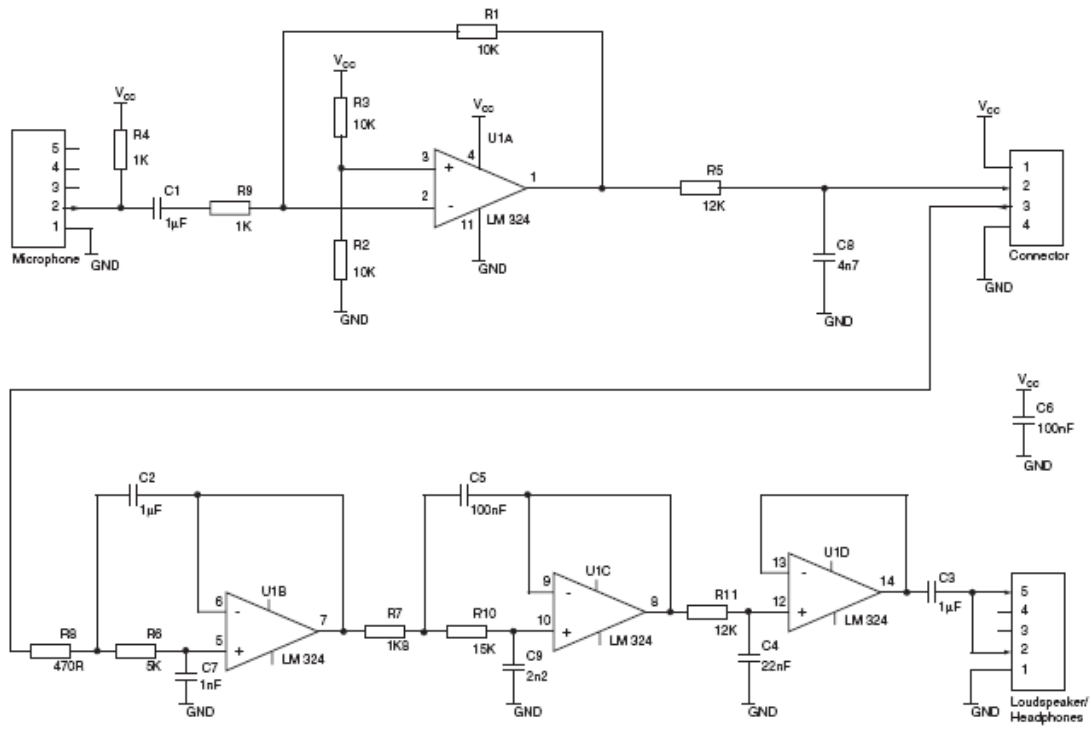 R1
10K
VCC
R3
10K
VCC
R4
1K
VCC
U1A
4
3
+
2
-
1
11
LM 324
GND
R2
10K
GND
5
4
3
2
1
Microphone
GND
C1
1µF
R9
1K
R5
12K
C8
4n7
GND
VCC
1
2
3
4
Connector
GND
VCC
C6
100nF
GND
C2
1µF
U1B
6
-
5
+
7
LM 324
R8
470R
R6
5K
C7
1nF
GND
C5
100nF
U1C
9
-
10
+
8
LM 324
R7
1K8
R10
15K
C9
2n2
GND
U1D
13
-
12
+
14
LM 324
R11
12K
C4
22nF
GND
C3
1µF
5
4
3
2
1
GND
Loudspeaker/
Headphones